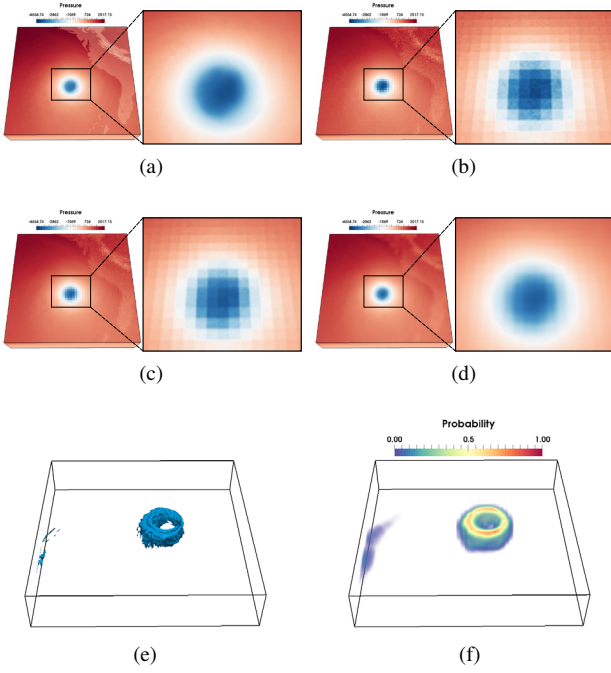 Pressure
-4654.74 -2862 -1069 724 2517.15
(a)
Pressure
-4654.74 -2862 -1069 724 2517.15
(b)
Pressure
-4654.74 -2862 -1069 724 2517.15
(c)
Pressure
-4654.74 -2862 -1069 724 2517.15
(d)
(e)
Probability
0.00 0.5 1.00
(f)